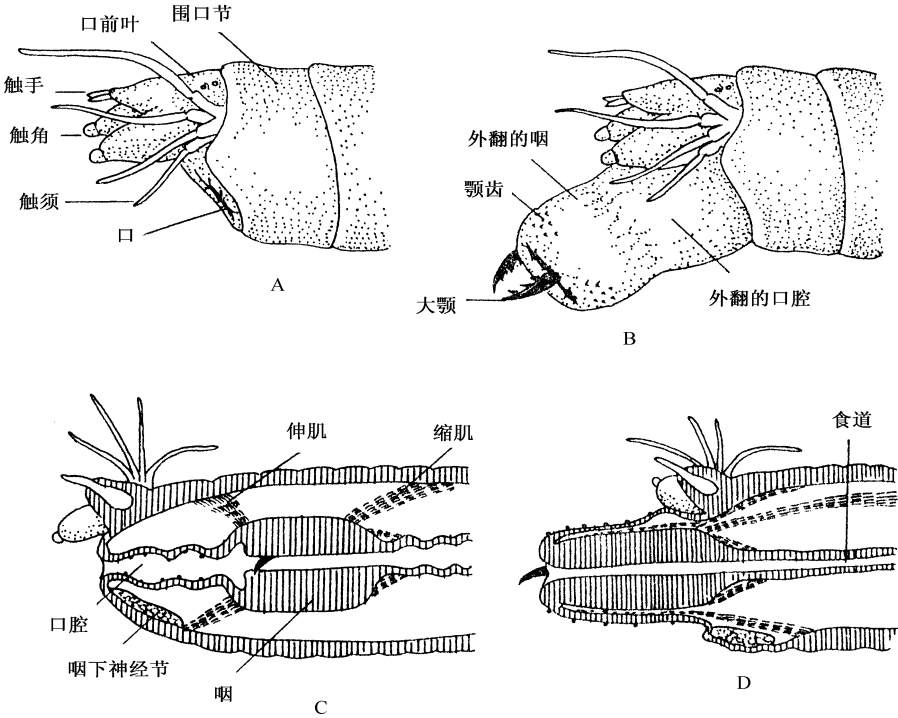 口前叶
围口节
触手
触角
触须
口
A
外翻的咽
颚齿
大颚
外翻的口腔
B
伸肌
缩肌
口腔
咽下神经节
咽
C
食道
D